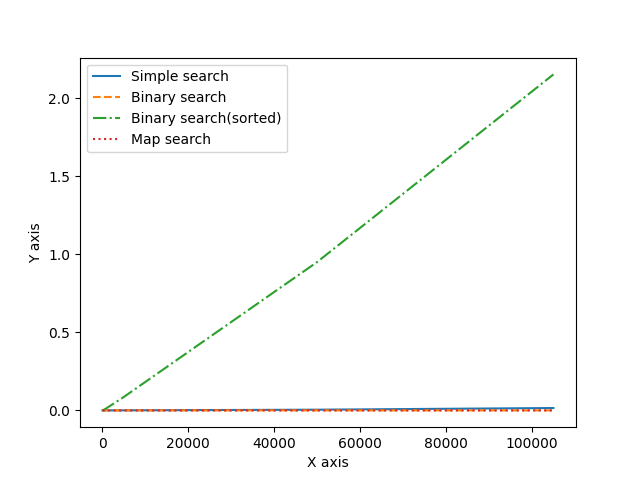 Simple search
Binary search
Binary search(sorted)
Map search
2.0
1.5
1.0
0.5
0.0
Y axis
0 20000 40000 60000 80000 100000
X axis